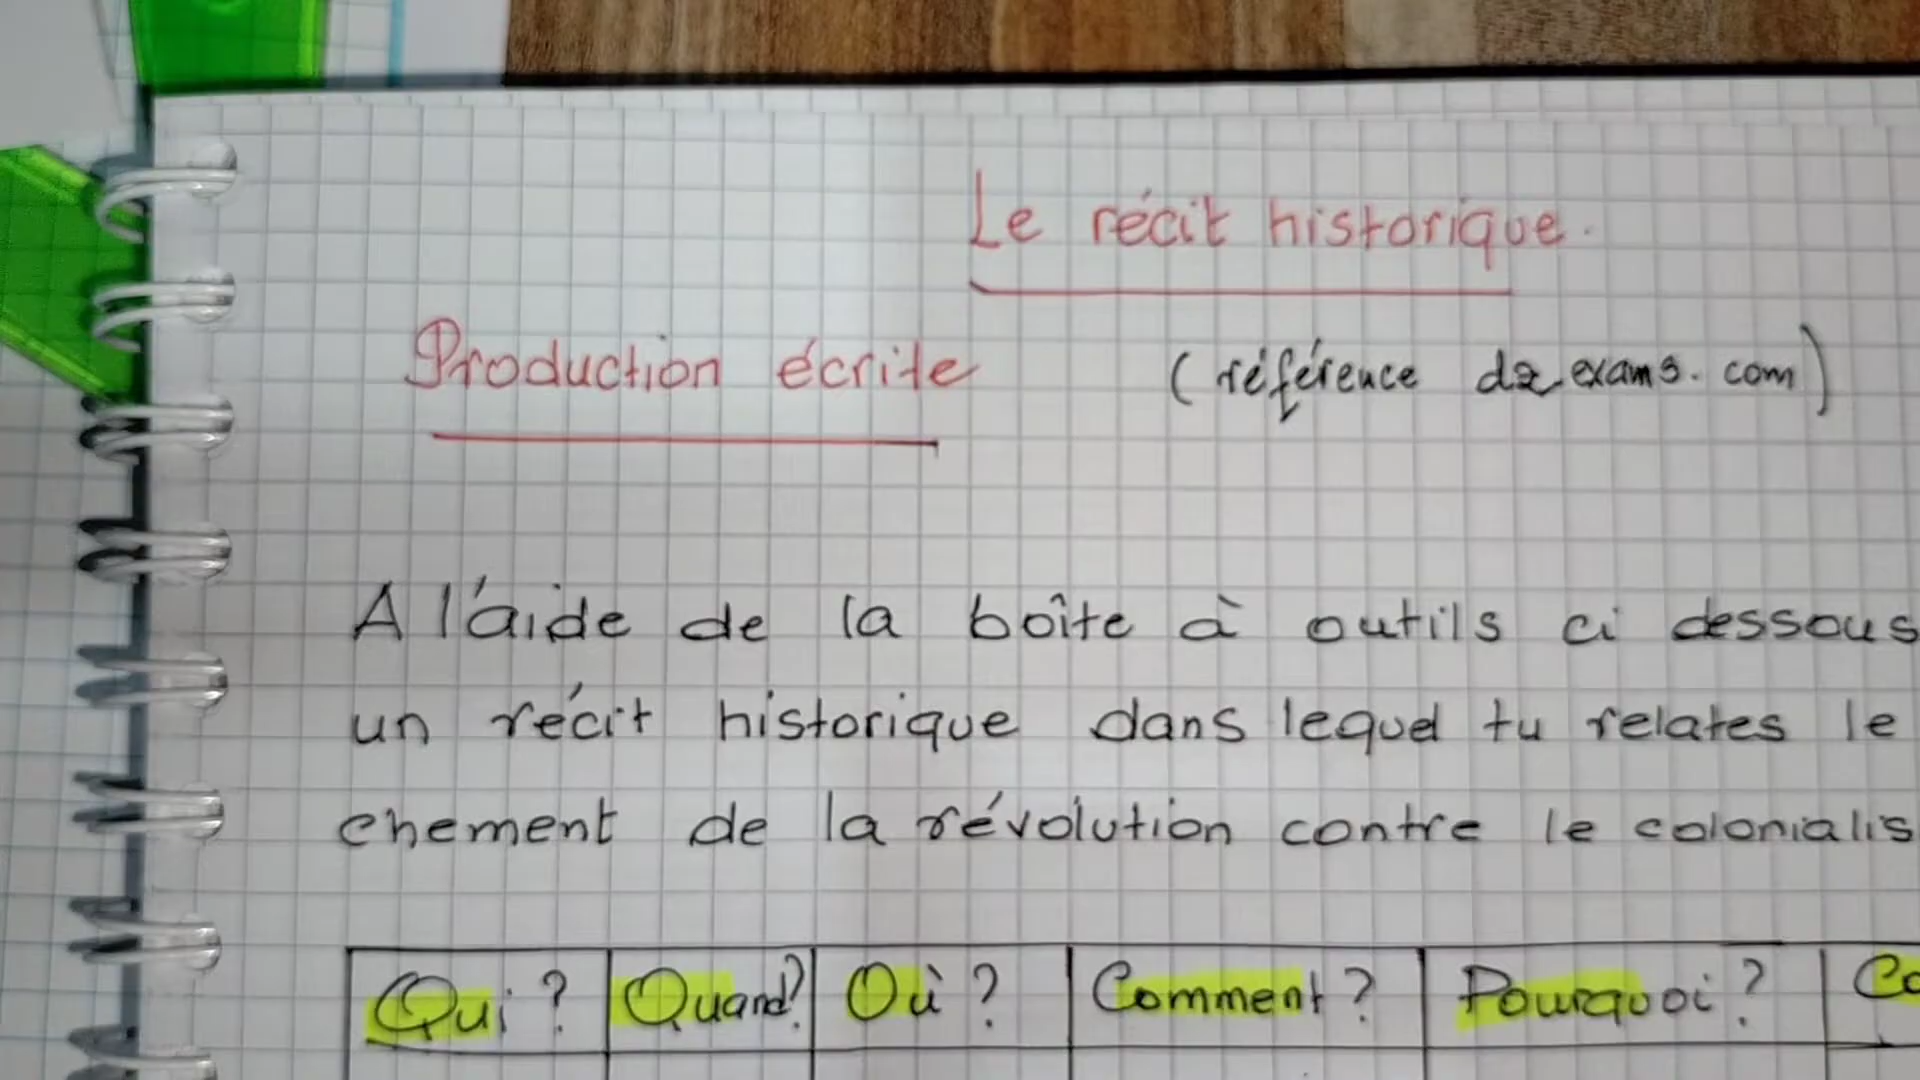 Le récit historique.
Production écrite (référence dz exams. com)
A l'aide de la boîte à outils ci dessous
un récit historique dans lequel tu relates le
chement de la révolution contre le colonialis
Qui ? Quand? Où ? Comment ? Pourquoi ? Co